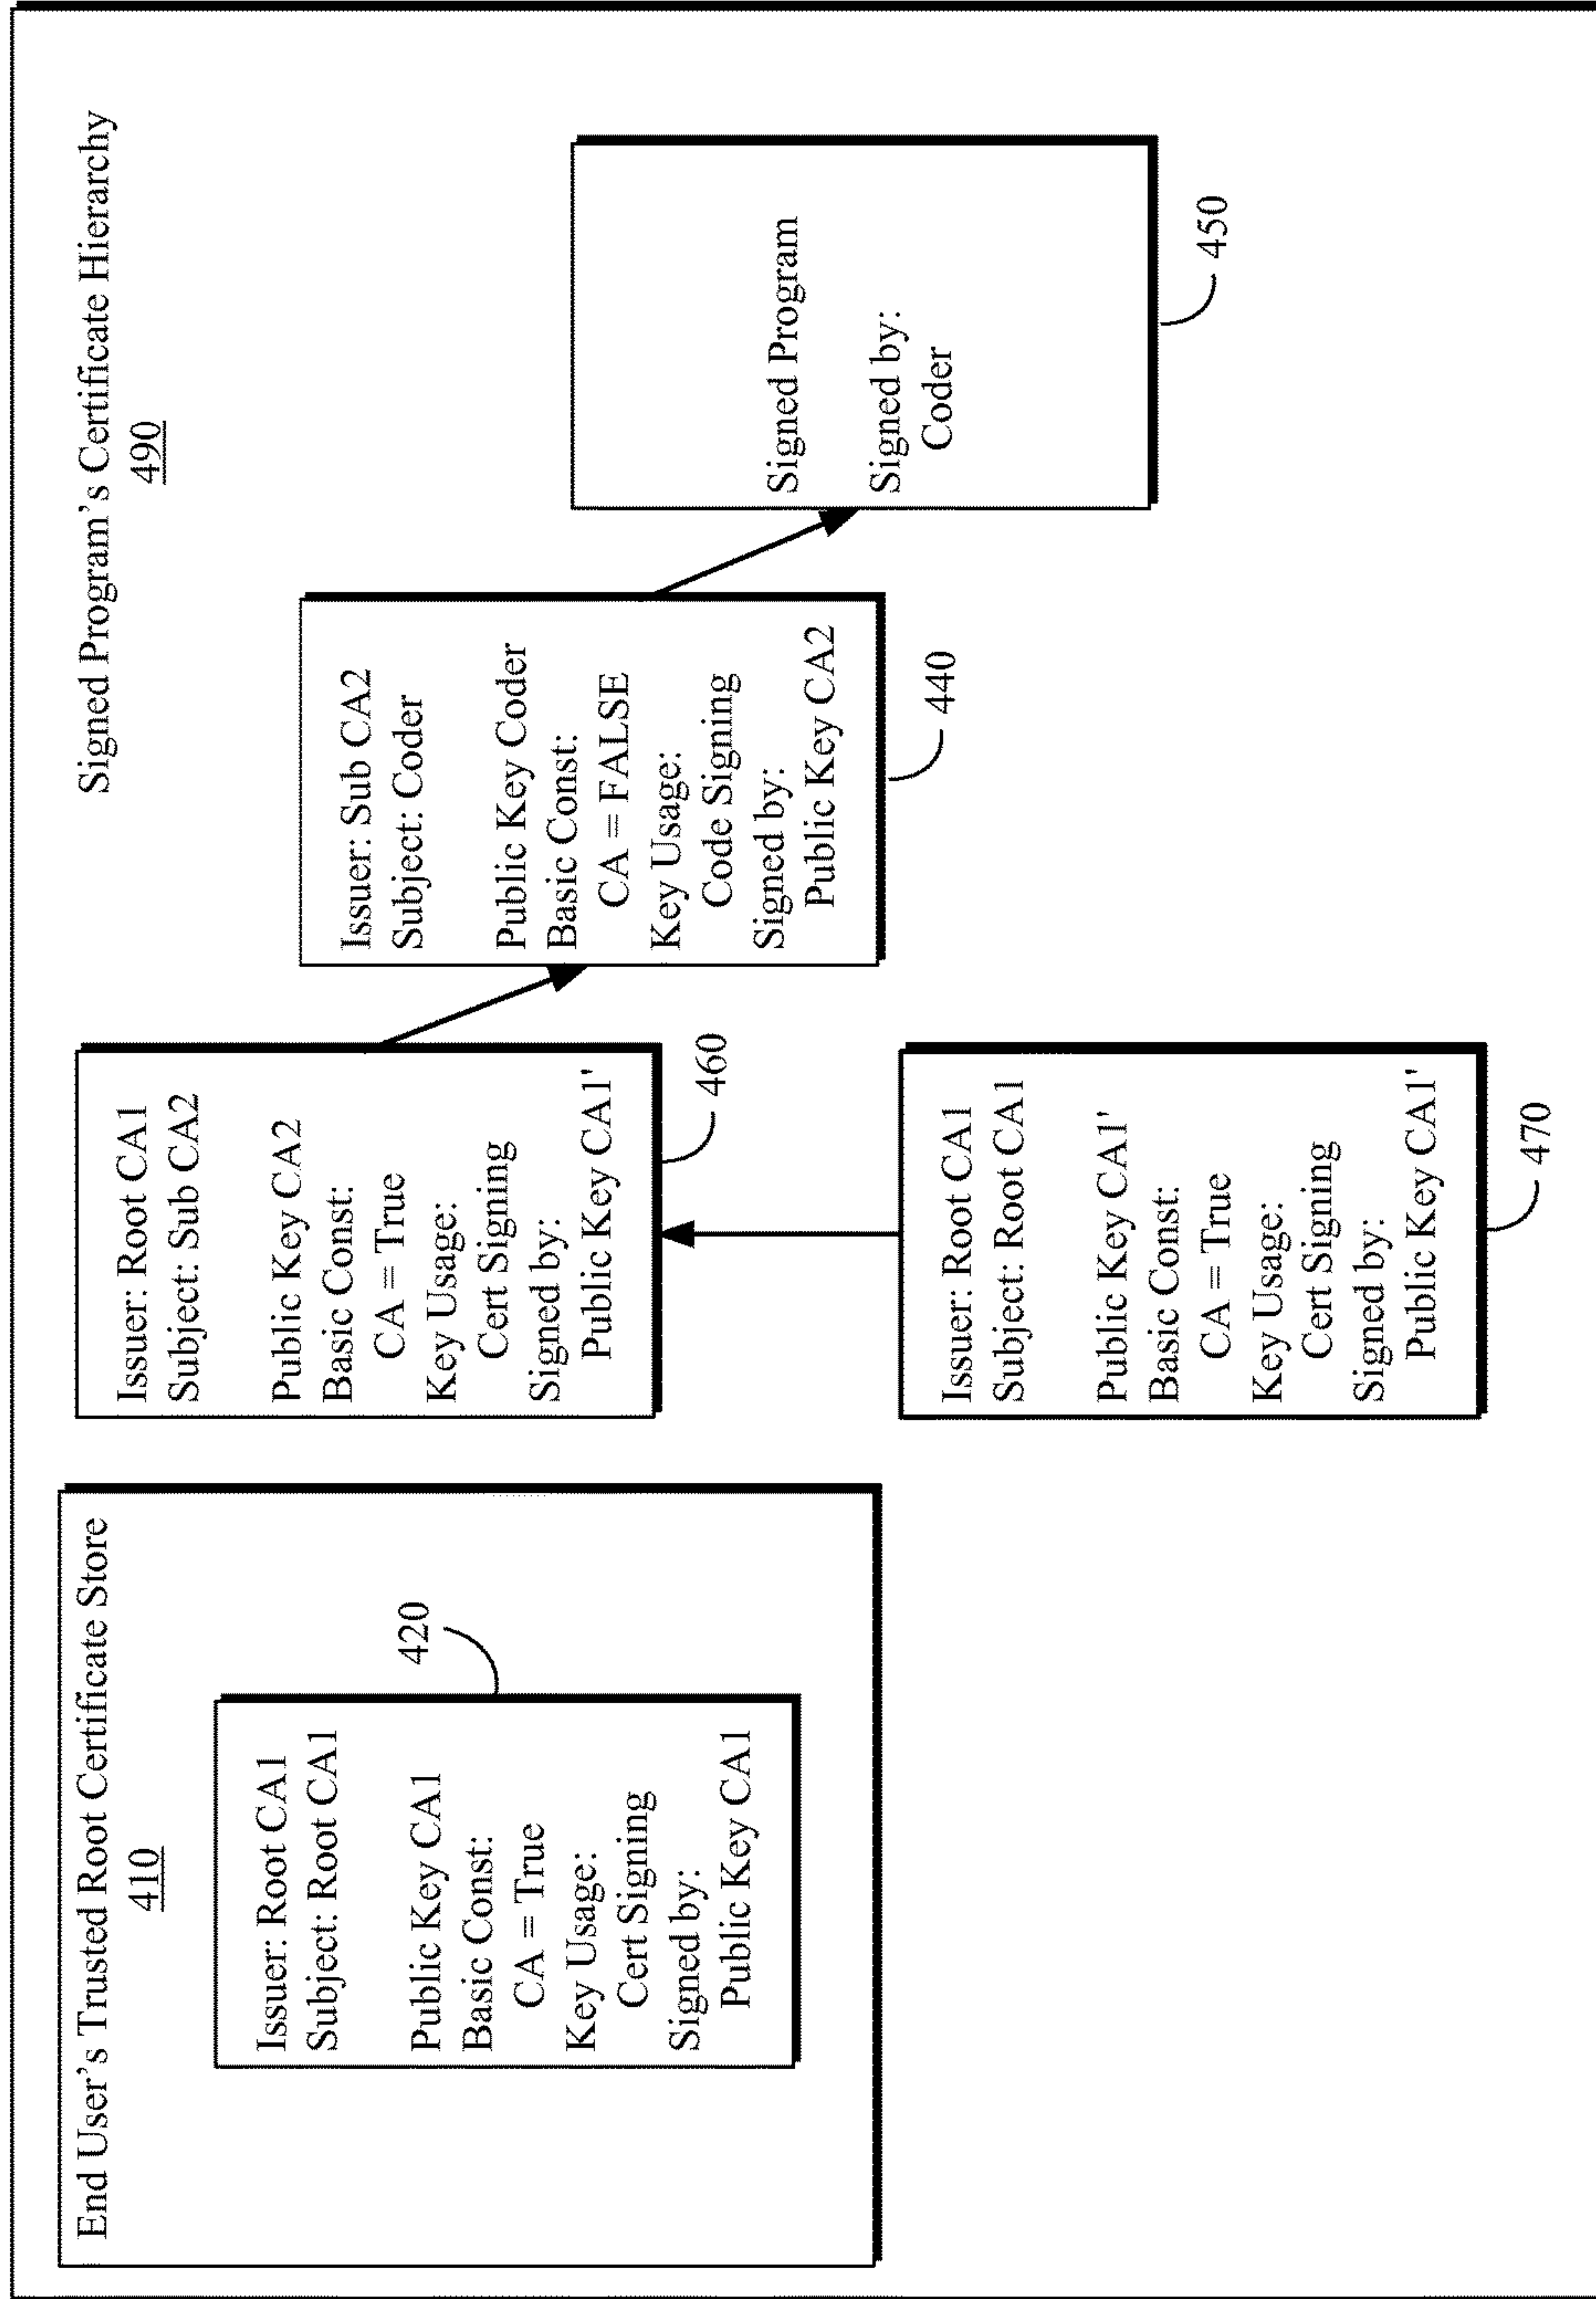 End User's Trusted Root Certificate Store
410
Issuer: Root CA1
Subject: Root CA1
Public Key CA1
Basic Const:
CA = True
Key Usage:
Cert Signing
Signed by:
Public Key CA1
420
Signed Program's Certificate Hierarchy
490
Issuer: Root CA1
Subject: Sub CA2
Public Key CA2
Basic Const:
CA = True
Key Usage:
Cert Signing
Signed by:
Public Key CA1'
460
Issuer: Sub CA2
Subject: Coder
Public Key Coder
Basic Const:
CA = FALSE
Key Usage:
Code Signing
Signed by:
Public Key CA2
440
Signed Program
Signed by:
Coder
450
Issuer: Root CA1
Subject: Root CA1
Public Key CA1'
Basic Const:
CA = True
Key Usage:
Cert Signing
Signed by:
Public Key CA1'
470